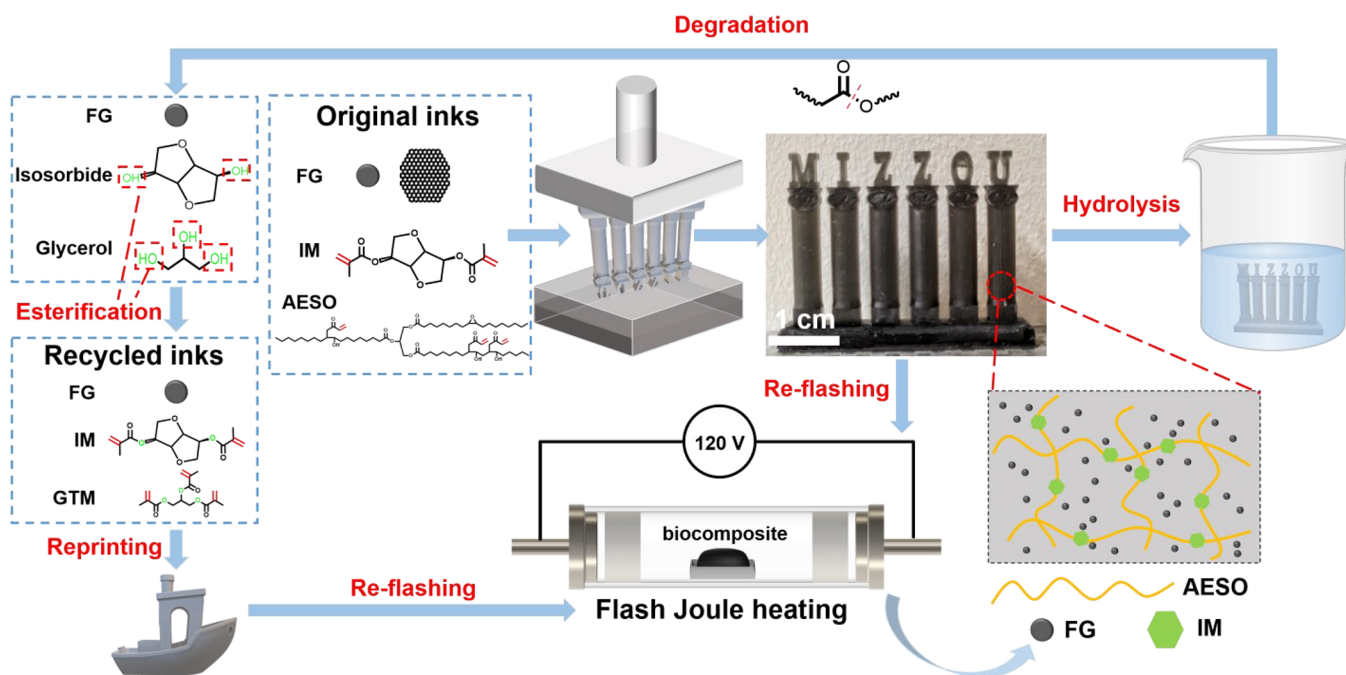 Degradation
FG
Isosorbide
OH
OH
O
O
Glycerol
OH
HO
OH
Esterification
Recycled inks
FG
IM
O
O
O
O
O
O
GTM
O
O
O
O
O
O
Reprinting
Original inks
FG
IM
O
O
O
O
O
O
AESO
O
O
MIZZOU
1 cm
Hydrolysis
MIZZOU
Re-flashing
120 V
biocomposite
Flash Joule heating
Re-flashing
AESO
FG
IM